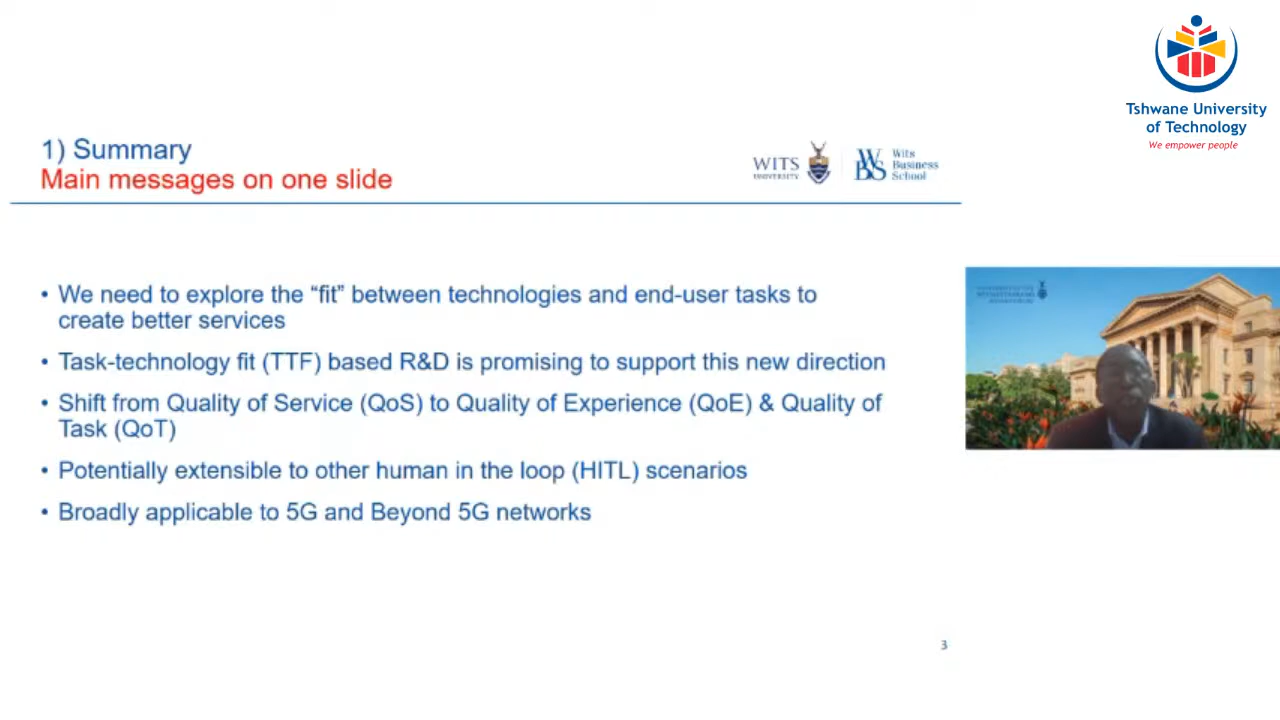 Tshwane University
of Technology
We empower people
1) Summary
Main messages on one slide
WITS
UNIVERSITY
Wits
Business
School
WBS
• We need to explore the “fit” between technologies and end-user tasks to
create better services
• Task-technology fit (TTF) based R&D is promising to support this new direction
• Shift from Quality of Service (QoS) to Quality of Experience (QoE) & Quality of
Task (QoT)
• Potentially extensible to other human in the loop (HITL) scenarios
• Broadly applicable to 5G and Beyond 5G networks
3